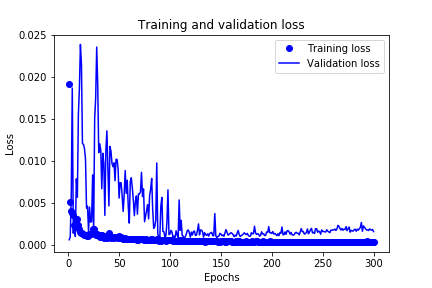 Training and validation loss
Training loss
Validation loss
0.025
0.020
0.015
0.010
0.005
0.000
Loss
0
50
100
150
200
250
300
Epochs